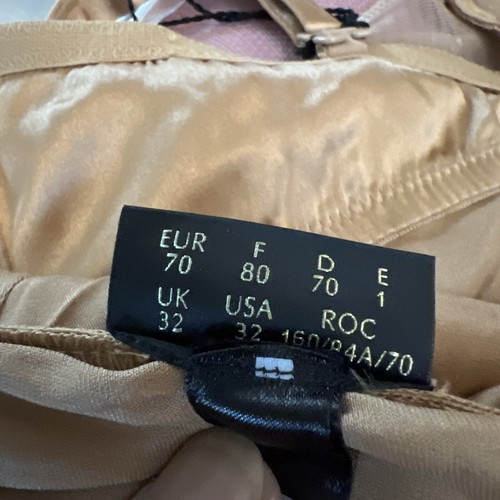 EUR F D E
70 80 70 1
UK USA ROC
32 32 160/84A/70